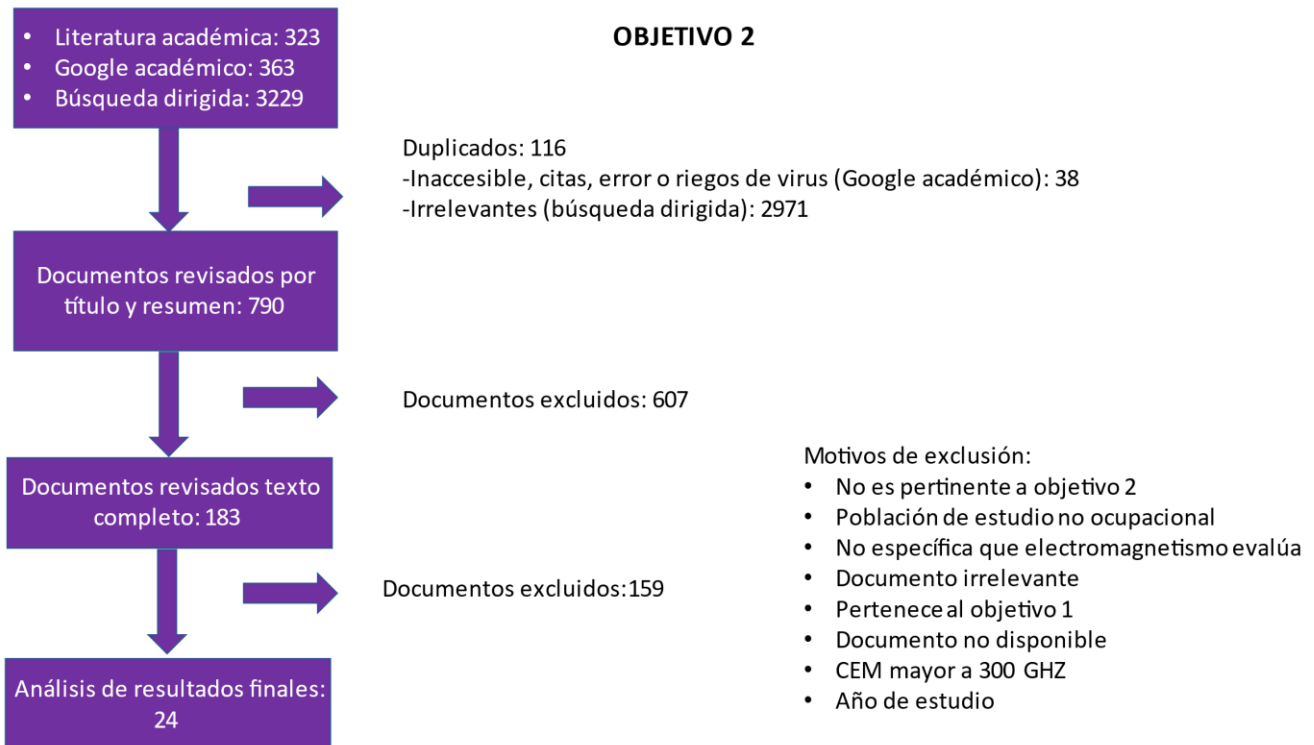 OBJETIVO 2
• Literatura académica: 323
• Google académico: 363
• Búsqueda dirigida: 3229
Duplicados: 116
-Inaccesible, citas, error o riegos de virus (Google académico): 38
-Irrelevantes (búsqueda dirigida): 2971
Documentos revisados por
título y resumen: 790
Documentos excluidos: 607
Documentos revisados texto
completo: 183
Documentos excluidos:159
Motivos de exclusión:
• No es pertinente a objetivo 2
• Población de estudio no ocupacional
• No específica que electromagnetismo evalúa
• Documento irrelevante
• Pertenece al objetivo 1
• Documento no disponible
• CEM mayor a 300 GHZ
• Año de estudio
Análisis de resultados finales:
24